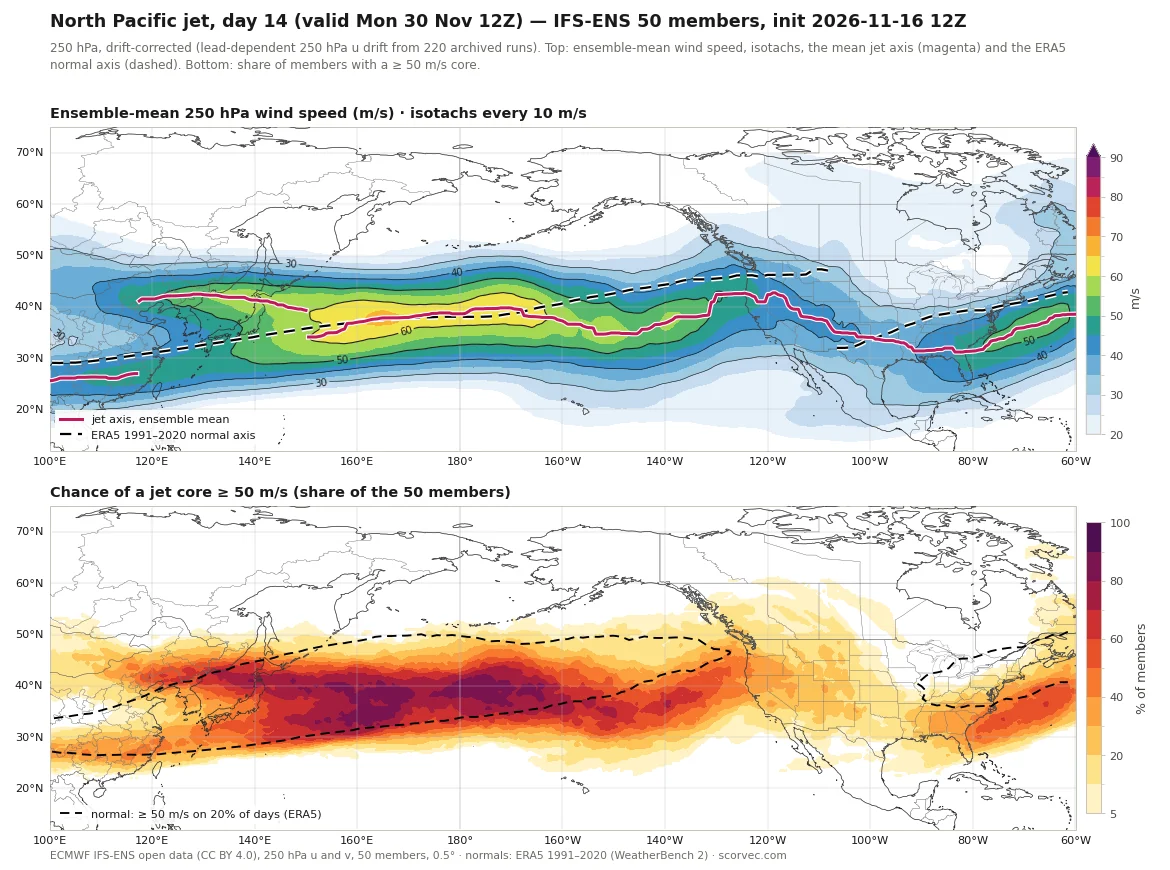 North Pacific jet, day 14 (valid Mon 30 Nov 12Z) — IFS-ENS 50 members, init 2026-11-16 12Z
250 hPa, drift-corrected (lead-dependent 250 hPa u drift from 220 archived runs). Top: ensemble-mean wind speed, isotachs, the mean jet axis (magenta) and the ERA5
normal axis (dashed). Bottom: share of members with a ≥ 50 m/s core.
Ensemble-mean 250 hPa wind speed (m/s) · isotachs every 10 m/s
70°N
60°N
50°N
40°N
30°N
20°N
30
40
60
50
30
30
50
40
jet axis, ensemble mean
ERA5 1991–2020 normal axis
100°E 120°E 140°E 160°E 180° 160°W 140°W 120°W 100°W 80°W 60°W
90
80
70
60
50
40
30
20
m/s
Chance of a jet core ≥ 50 m/s (share of the 50 members)
70°N
60°N
50°N
40°N
30°N
20°N
normal: ≥ 50 m/s on 20% of days (ERA5)
100°E 120°E 140°E 160°E 180° 160°W 140°W 120°W 100°W 80°W 60°W
100
80
60
40
20
5
% of members
ECMWF IFS-ENS open data (CC BY 4.0), 250 hPa u and v, 50 members, 0.5° · normals: ERA5 1991–2020 (WeatherBench 2) · scorvec.com